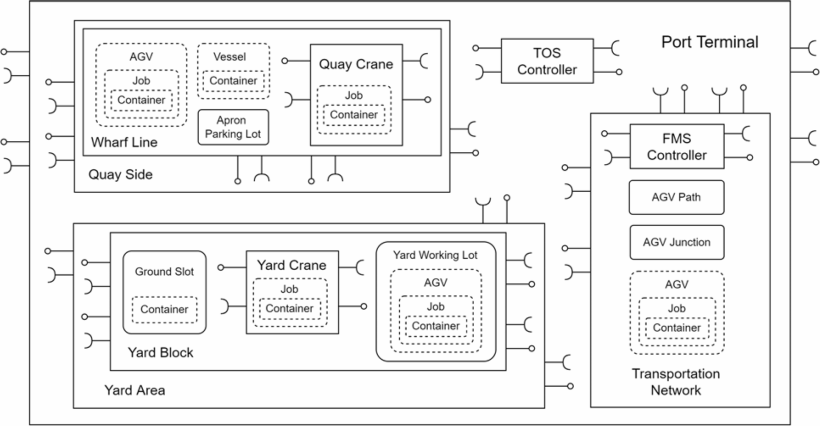 Port Terminal
AGV
Job
Container
Vessel
Container
Apron
Parking Lot
Quay Crane
Job
Container
Wharf Line
Quay Side
TOS
Controller
FMS
Controller
AGV Path
AGV Junction
AGV
Job
Container
Transportation
Network
Ground Slot
Container
Yard Crane
Job
Container
Yard Working Lot
AGV
Job
Container
Yard Block
Yard Area